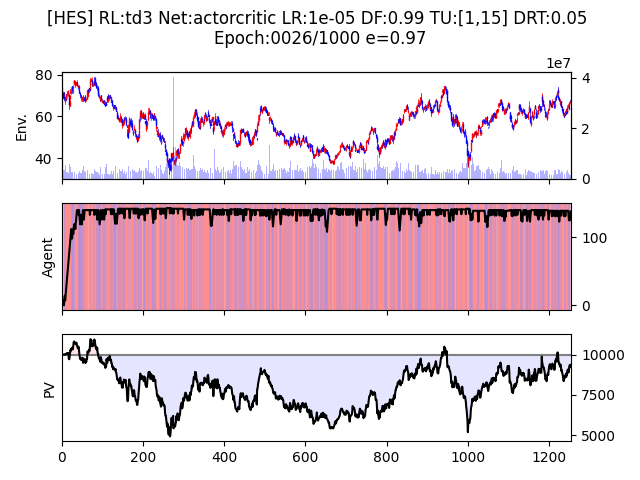 [HES] RL:td3 Net:actorcritic LR:1e-05 DF:0.99 TU:[1,15] DRT:0.05
Epoch:0026/1000 e=0.97
1e7
80
60
40
Env.
4
2
0
Agent
100
0
PV
10000
7500
5000
0 200 400 600 800 1000 1200